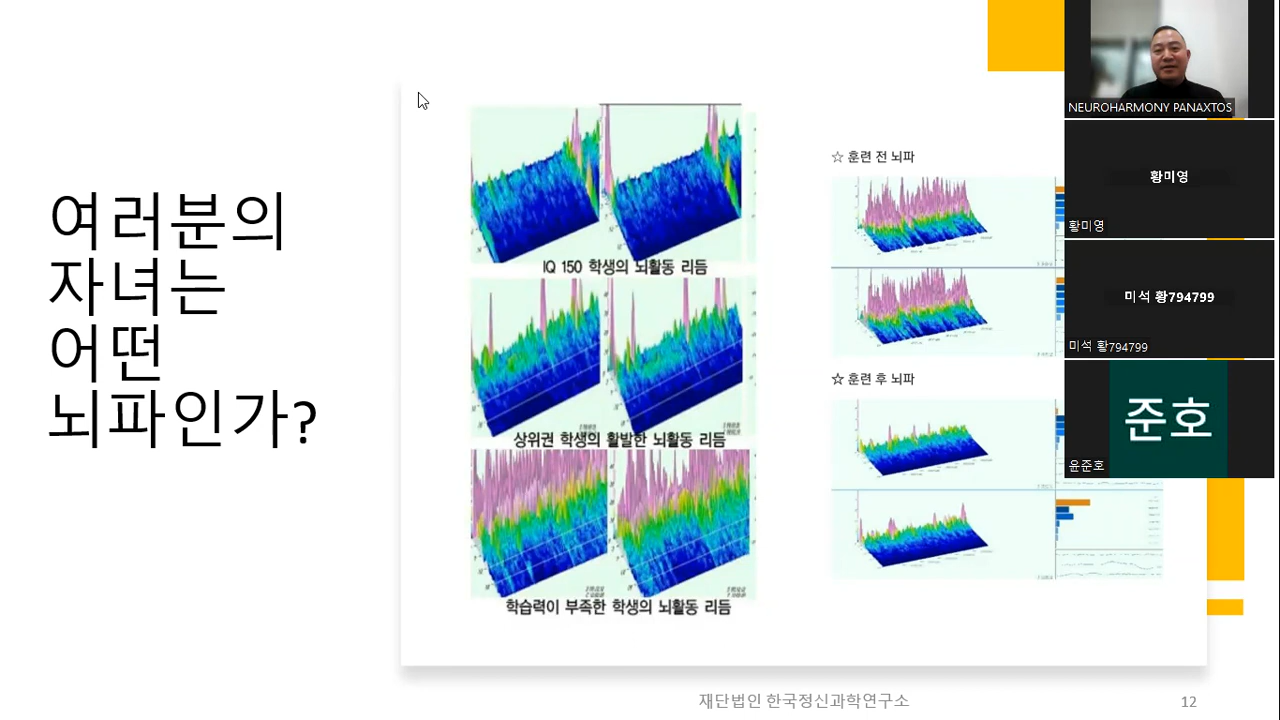 여러분의
자녀는
어떤
뇌파인가?
IQ 150 학생의 뇌활동 리듬
상위권 학생의 활발한 뇌활동 리듬
학습력이 부족한 학생의 뇌활동 리듬
☆ 훈련 전 뇌파
☆ 훈련 후 뇌파
재단법인 한국정신과학연구소
12
NEUROHARMONY PANAXTOS
황미영
황미영
미석 황794799
미석 황794799
준호
윤준호